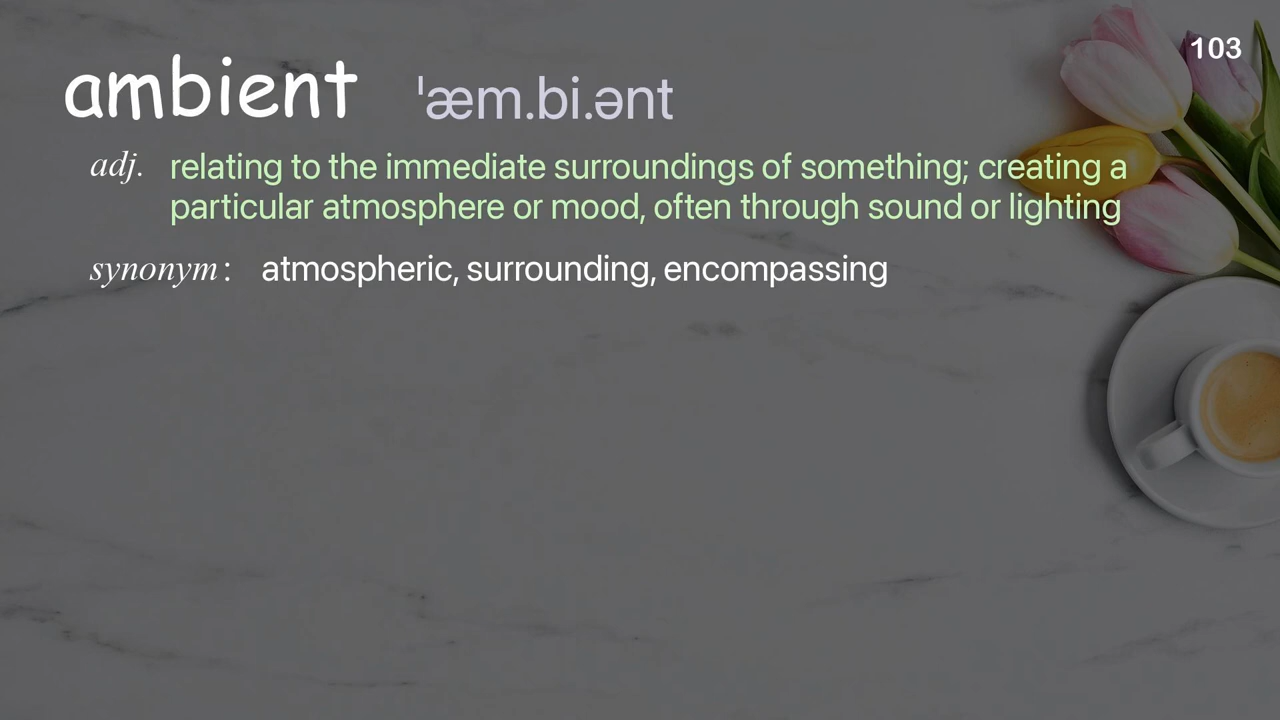 103
ambient ˈæm.bi.ənt
adj. relating to the immediate surroundings of something; creating a
particular atmosphere or mood, often through sound or lighting
synonym: atmospheric, surrounding, encompassing